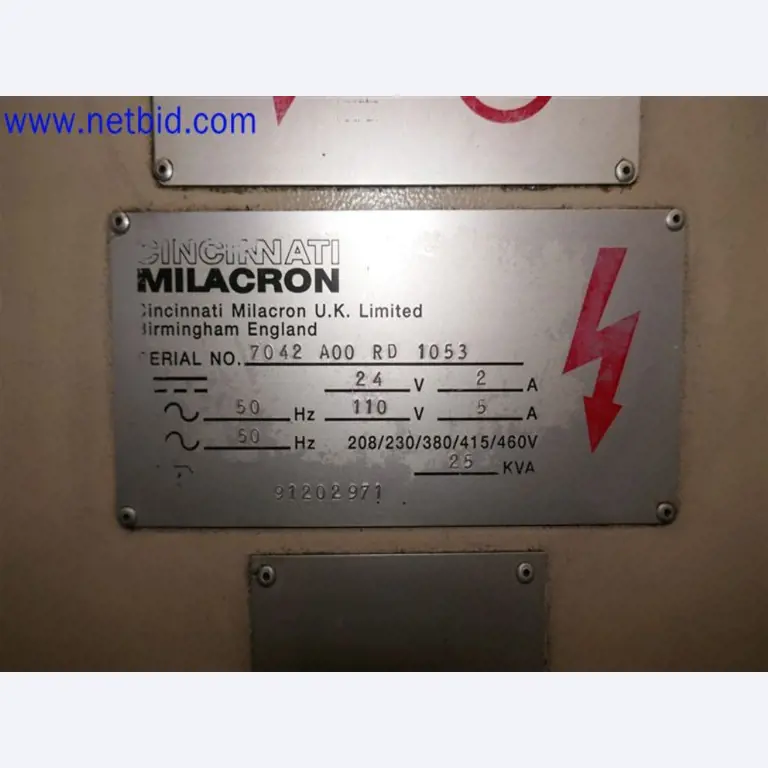 www.netbid.com
CINCINNATI
MILACRON
Cincinnati Milacron U.K. Limited
Birmingham England
SERIAL NO. 7042 A00 RD 1053
24 V 2 A
50 Hz 110 V 5 A
50 Hz 208/230/380/415/460V
25 KVA
91202971